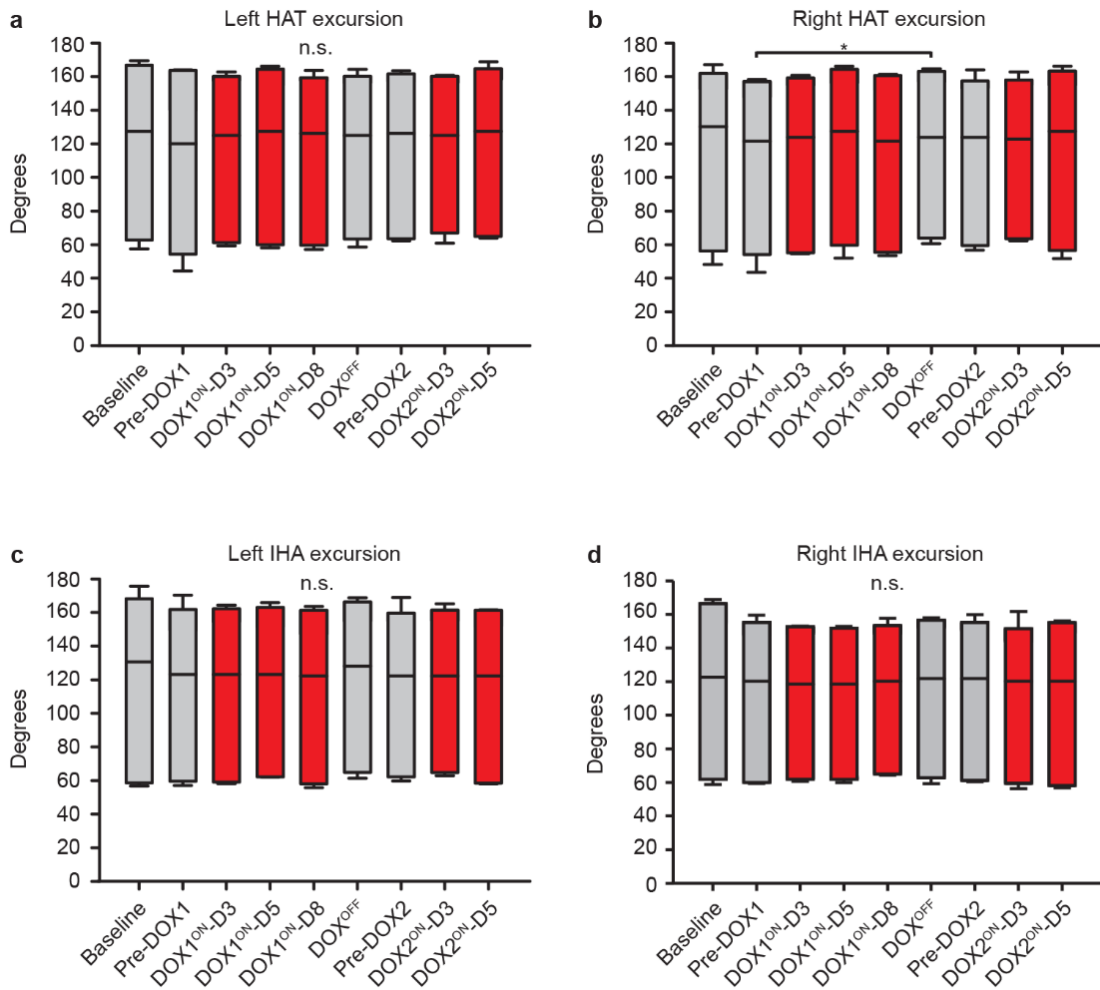 a
Left HAT excursion
n.s.
Degrees
180
160
140
120
100
80
60
40
20
0
Baseline
Pre-DOX1
DOX1ᴼᴺ-D3
DOX1ᴼᴺ-D5
DOX1ᴼᴺ-D8
DOXᴼFF
Pre-DOX2
DOX2ᴼᴺ-D3
DOX2ᴼᴺ-D5
b
Right HAT excursion
*
Degrees
180
160
140
120
100
80
60
40
20
0
Baseline
Pre-DOX1
DOX1ᴼᴺ-D3
DOX1ᴼᴺ-D5
DOX1ᴼᴺ-D8
DOXᴼFF
Pre-DOX2
DOX2ᴼᴺ-D3
DOX2ᴼᴺ-D5
c
Left IHA excursion
n.s.
Degrees
180
160
140
120
100
80
60
40
20
0
Baseline
Pre-DOX1
DOX1ᴼᴺ-D3
DOX1ᴼᴺ-D5
DOX1ᴼᴺ-D8
DOXᴼFF
Pre-DOX2
DOX2ᴼᴺ-D3
DOX2ᴼᴺ-D5
d
Right IHA excursion
n.s.
Degrees
180
160
140
120
100
80
60
40
20
0
Baseline
Pre-DOX1
DOX1ᴼᴺ-D3
DOX1ᴼᴺ-D5
DOX1ᴼᴺ-D8
DOXᴼFF
Pre-DOX2
DOX2ᴼᴺ-D3
DOX2ᴼᴺ-D5